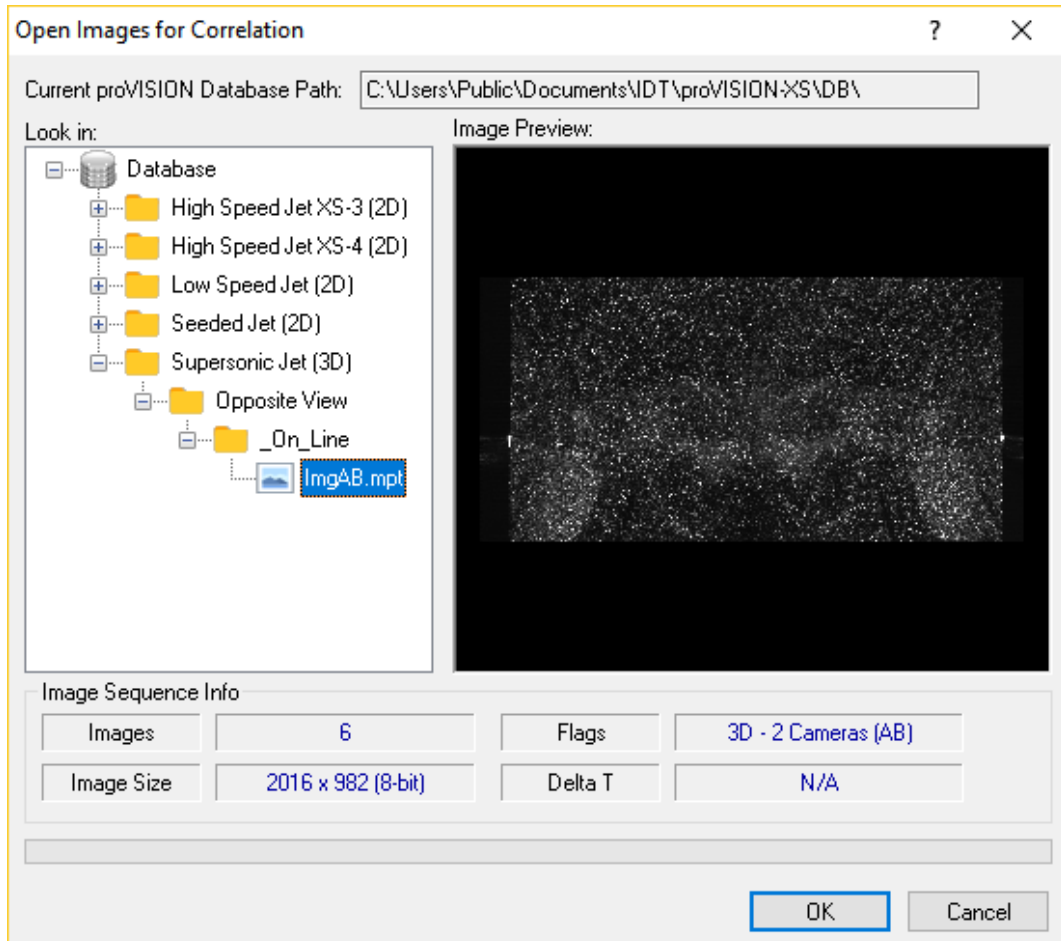 Open Images for Correlation
Current proVISION Database Path: C:\Users\Public\Documents\IDT\proVISION-XS\DB\
Look in:
Image Preview:
Database
High Speed Jet XS-3 (2D)
High Speed Jet XS-4 (2D)
Low Speed Jet (2D)
Seeded Jet (2D)
Supersonic Jet (3D)
Opposite View
_On_Line
ImgAB.mpt
Image Sequence Info
Images 6 Flags 3D - 2 Cameras (AB)
Image Size 2016 x 982 (8-bit) Delta T N/A
OK Cancel